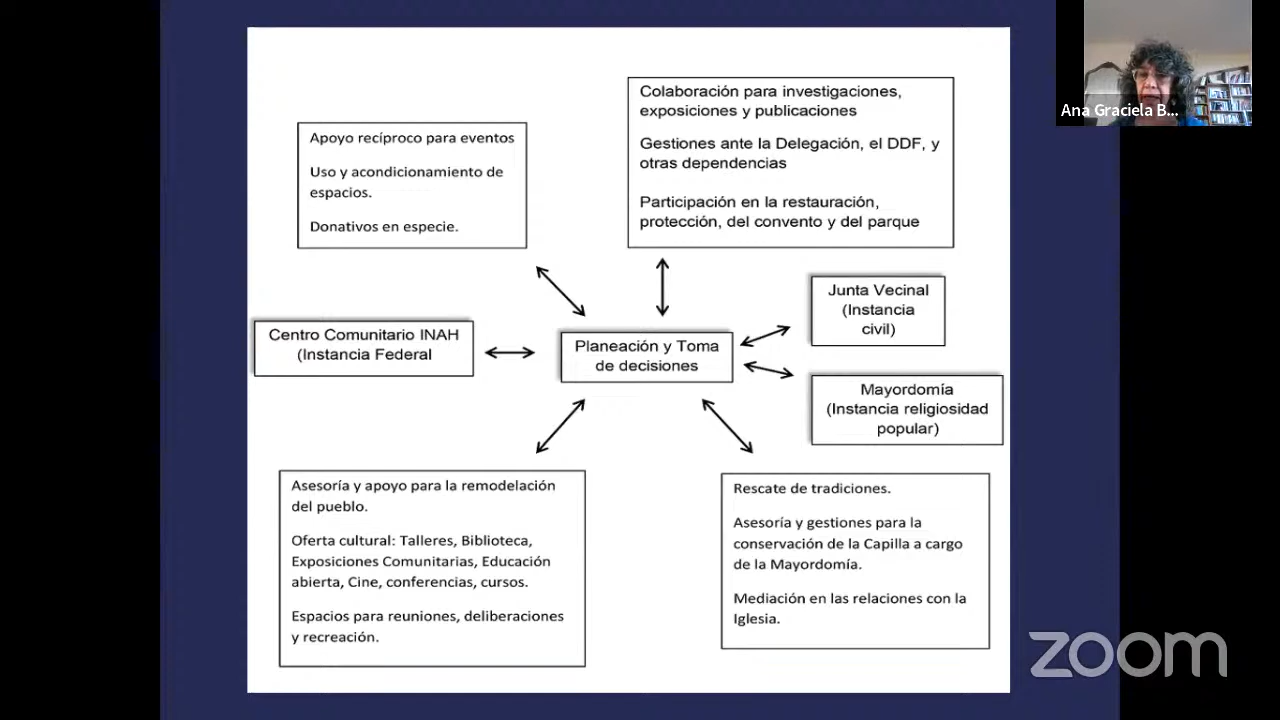 Colaboración para investigaciones,
exposiciones y publicaciones
Gestiones ante la Delegación, el DDF, y
otras dependencias
Participación en la restauración,
protección, del convento y del parque
Ana Graciela B...
Apoyo recíproco para eventos
Uso y acondicionamiento de
espacios.
Donativos en especie.
Junta Vecinal
(Instancia
civil)
Centro Comunitario INAH
(Instancia Federal
Planeación y Toma
de decisiones
Mayordomía
(Instancia religiosidad
popular)
Asesoría y apoyo para la remodelación
del pueblo.
Oferta cultural: Talleres, Biblioteca,
Exposiciones Comunitarias, Educación
abierta, Cine, conferencias, cursos.
Espacios para reuniones, deliberaciones
y recreación.
Rescate de tradiciones.
Asesoría y gestiones para la
conservación de la Capilla a cargo
de la Mayordomía.
Mediación en las relaciones con la
Iglesia.
zoom